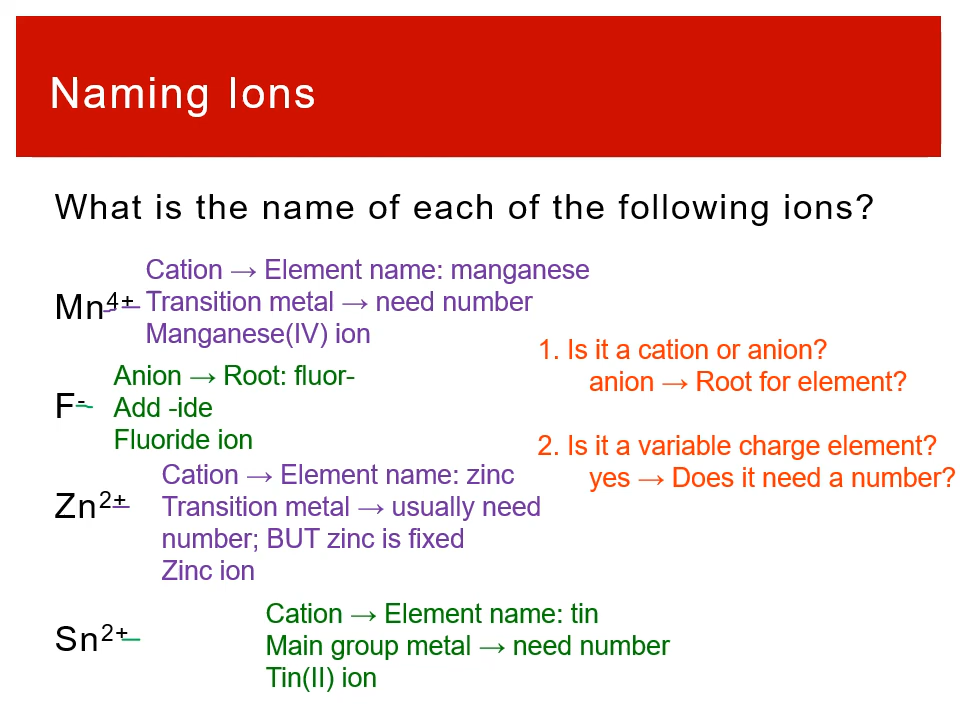 Naming Ions
What is the name of each of the following ions?
Cation → Element name: manganese
Mn⁴⁺ Transition metal → need number
Manganese(IV) ion
1. Is it a cation or anion?
anion → Root for element?
Anion → Root: fluor-
F⁻ Add -ide
Fluoride ion
2. Is it a variable charge element?
yes → Does it need a number?
Cation → Element name: zinc
Zn²⁺ Transition metal → usually need
number; BUT zinc is fixed
Zinc ion
Cation → Element name: tin
Sn²⁺ Main group metal → need number
Tin(II) ion